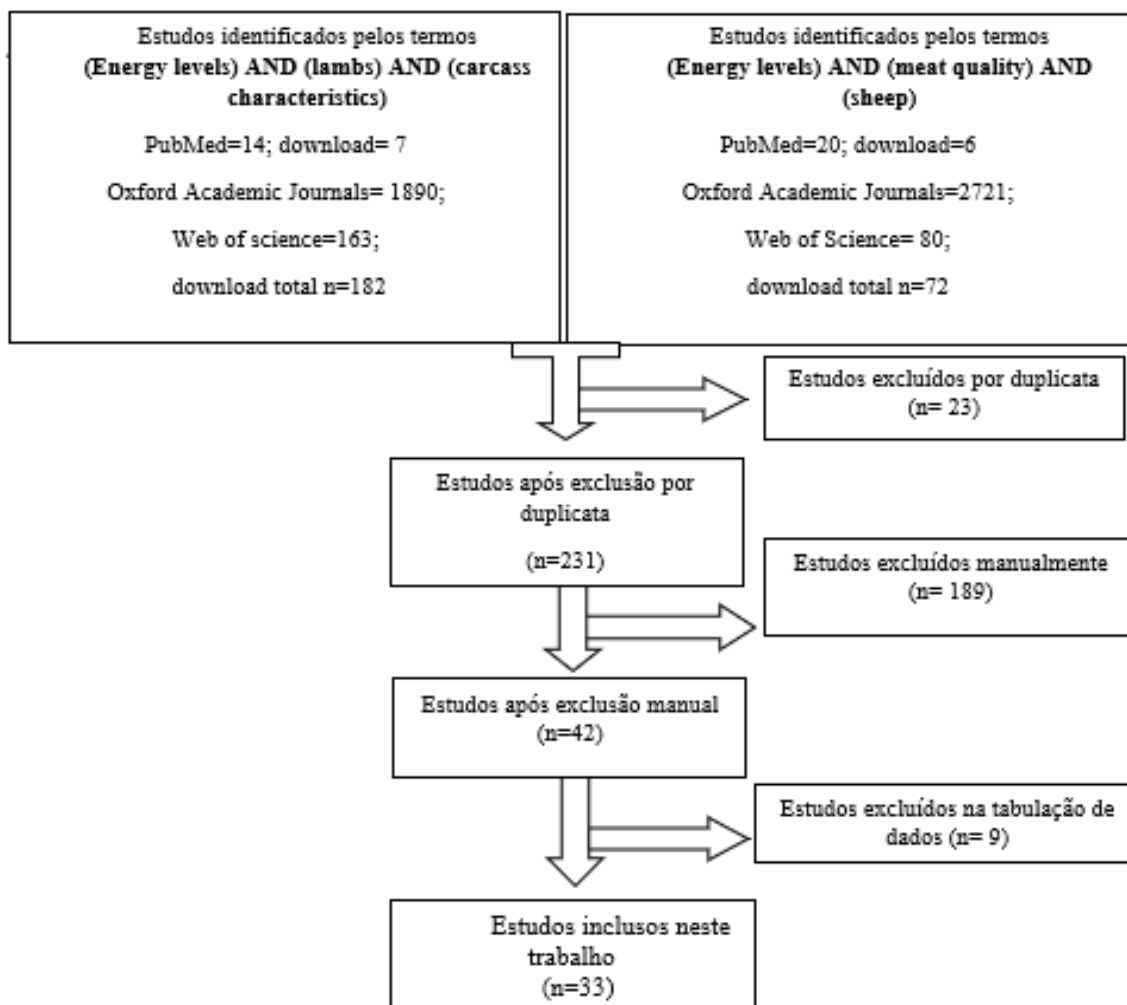 Estudos identificados pelos termos
(Energy levels) AND (lambs) AND (carcass
characteristics)
PubMed=14; download= 7
Oxford Academic Journals= 1890;
Web of science=163;
download total n=182
Estudos identificados pelos termos
(Energy levels) AND (meat quality) AND
(sheep)
PubMed=20; download=6
Oxford Academic Journals=2721;
Web of Science= 80;
download total n=72
Estudos excluídos por duplicata
(n= 23)
Estudos após exclusão por
duplicata
(n=231)
Estudos excluídos manualmente
(n= 189)
Estudos após exclusão manual
(n=42)
Estudos excluídos na tabulação de
dados (n= 9)
Estudos inclusos neste
trabalho
(n=33)